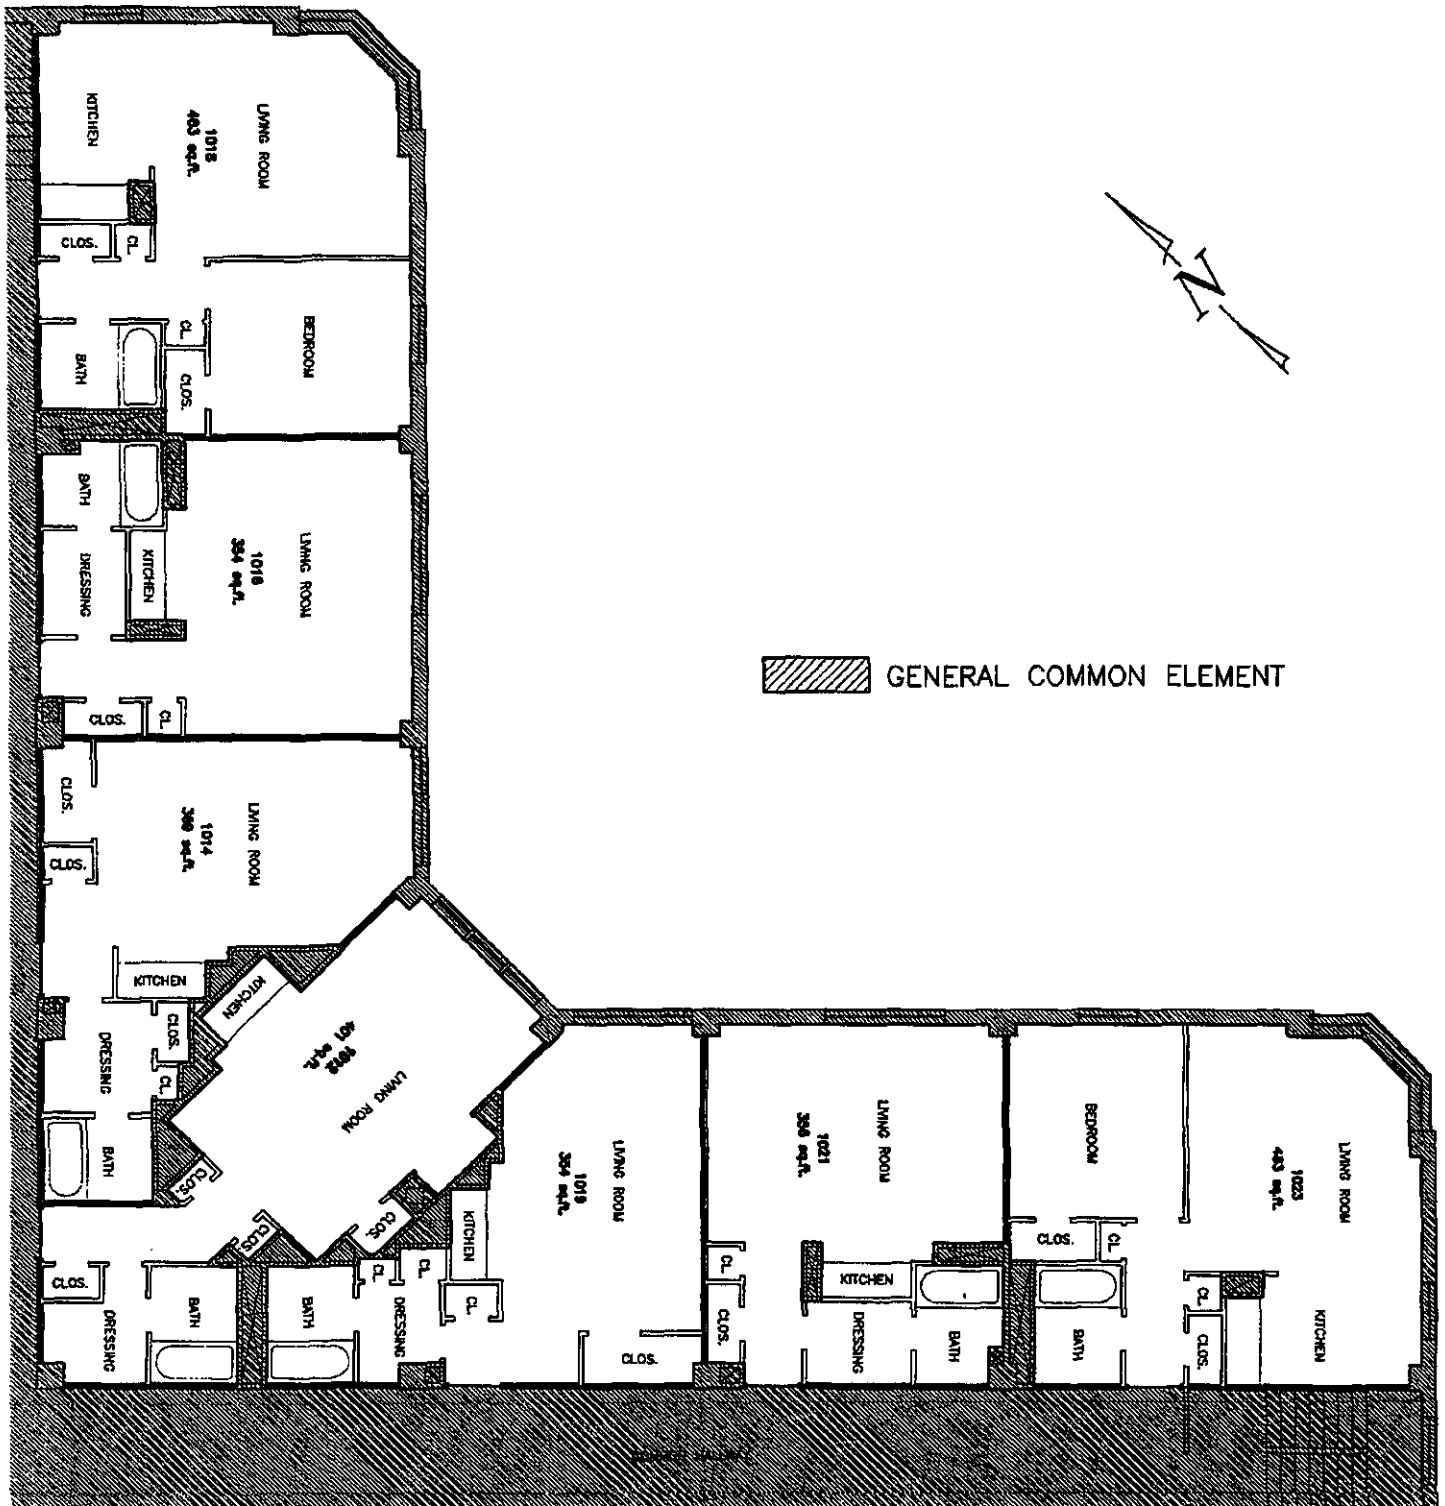 KITCHEN
LIVING ROOM
1018
483 sq.ft.
CLOS.
CL.
BEDROOM
CL.
CLOS.
BATH
N
BATH
KITCHEN
DRESSING
LIVING ROOM
1016
354 sq.ft.
CLOS.
CL.
GENERAL COMMON ELEMENT
CLOS.
CLOS.
LIVING ROOM
1014
sq.ft.
KITCHEN
CLOS.
CL.
DRESSING
BATH
KITCHEN
1012
401 sq.ft.
LIVING ROOM
CLOS.
CLOS.
CLOS.
CLOS.
DRESSING
BATH
BATH
CL.
CL.
DRESSING
KITCHEN
CL.
LIVING ROOM
1019
354 sq.ft.
CLOS.
LIVING ROOM
1021
356 sq.ft.
CL.
CLOS.
KITCHEN
DRESSING
BATH
BEDROOM
CLOS.
CL.
BATH
LIVING ROOM
1023
483 sq.ft.
CL.
CLOS.
KITCHEN